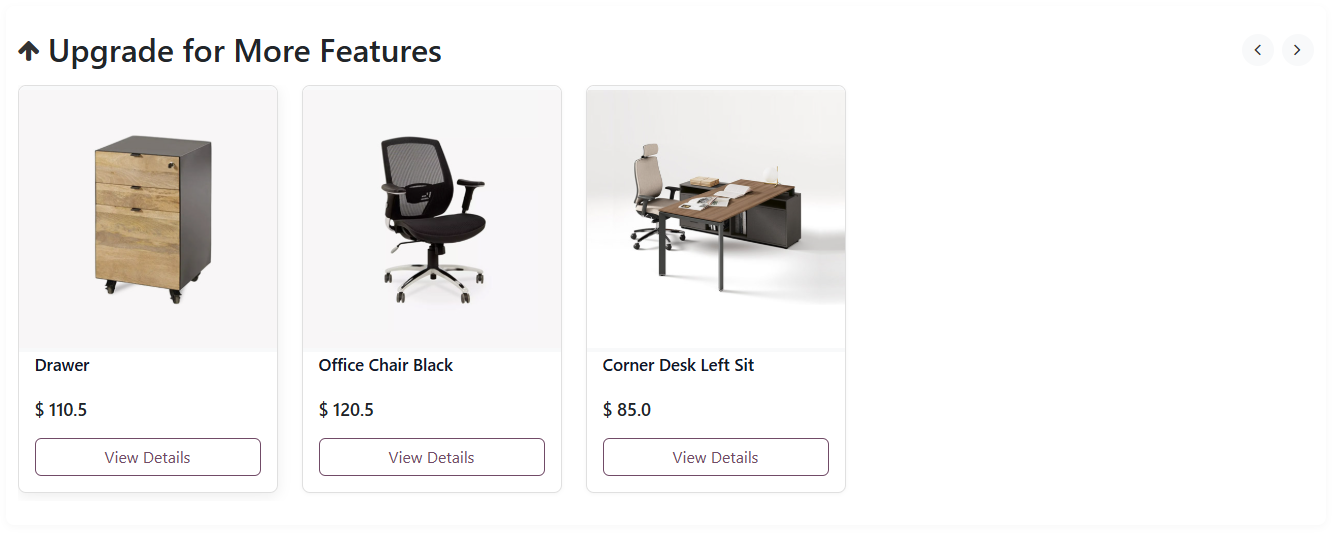 Upgrade for More Features
Drawer
$ 110.5
View Details
Office Chair Black
$ 120.5
View Details
Corner Desk Left Sit
$ 85.0
View Details